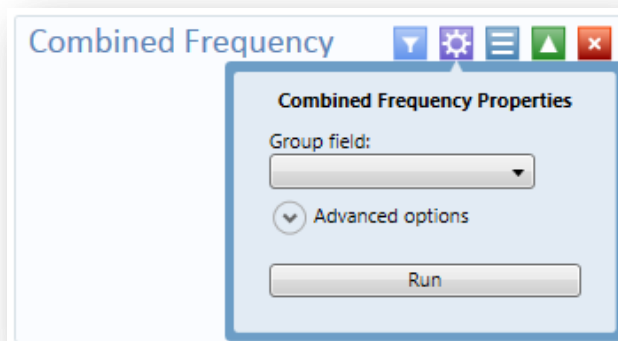 Combined Frequency
Combined Frequency Properties
Group field:
Advanced options
Run